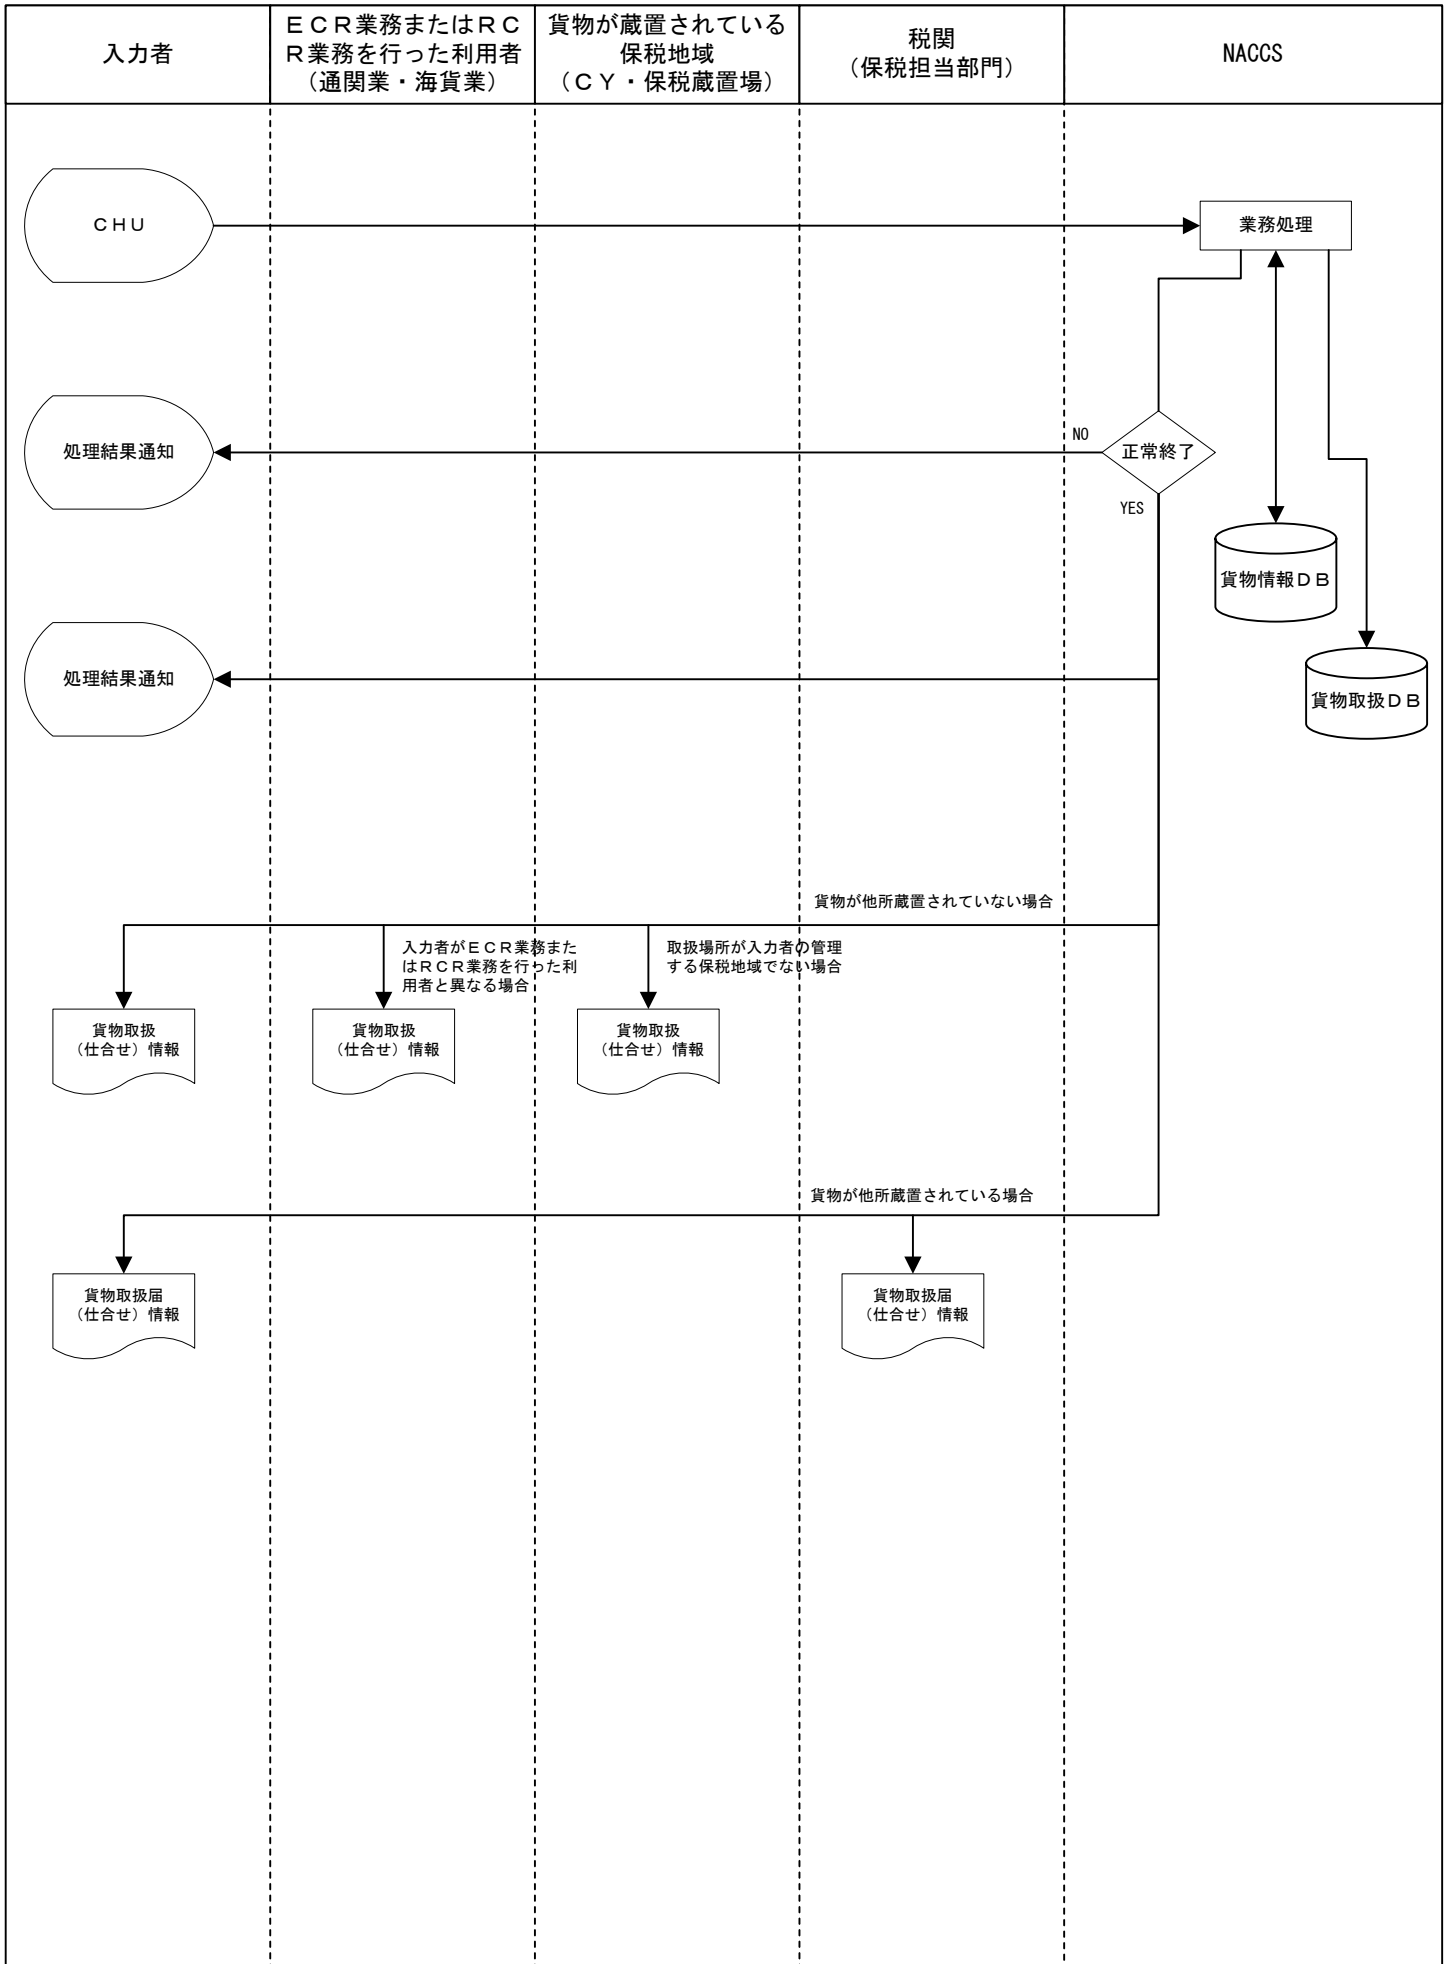 入力者
ＥＣＲ業務またはＲＣ
Ｒ業務を行った利用者
（通関業・海貨業）
貨物が蔵置されている
保税地域
（ＣＹ・保税蔵置場）
税関
（保税担当部門）
NACCS
ＣＨＵ
業務処理
処理結果通知
NO
正常終了
YES
貨物情報ＤＢ
処理結果通知
貨物取扱ＤＢ
貨物が他所蔵置されていない場合
入力者がＥＣＲ業務また
はＲＣＲ業務を行った利
用者と異なる場合
取扱場所が入力者の管理
する保税地域でない場合
貨物取扱
（仕合せ）情報
貨物取扱
（仕合せ）情報
貨物取扱
（仕合せ）情報
貨物が他所蔵置されている場合
貨物取扱届
（仕合せ）情報
貨物取扱届
（仕合せ）情報